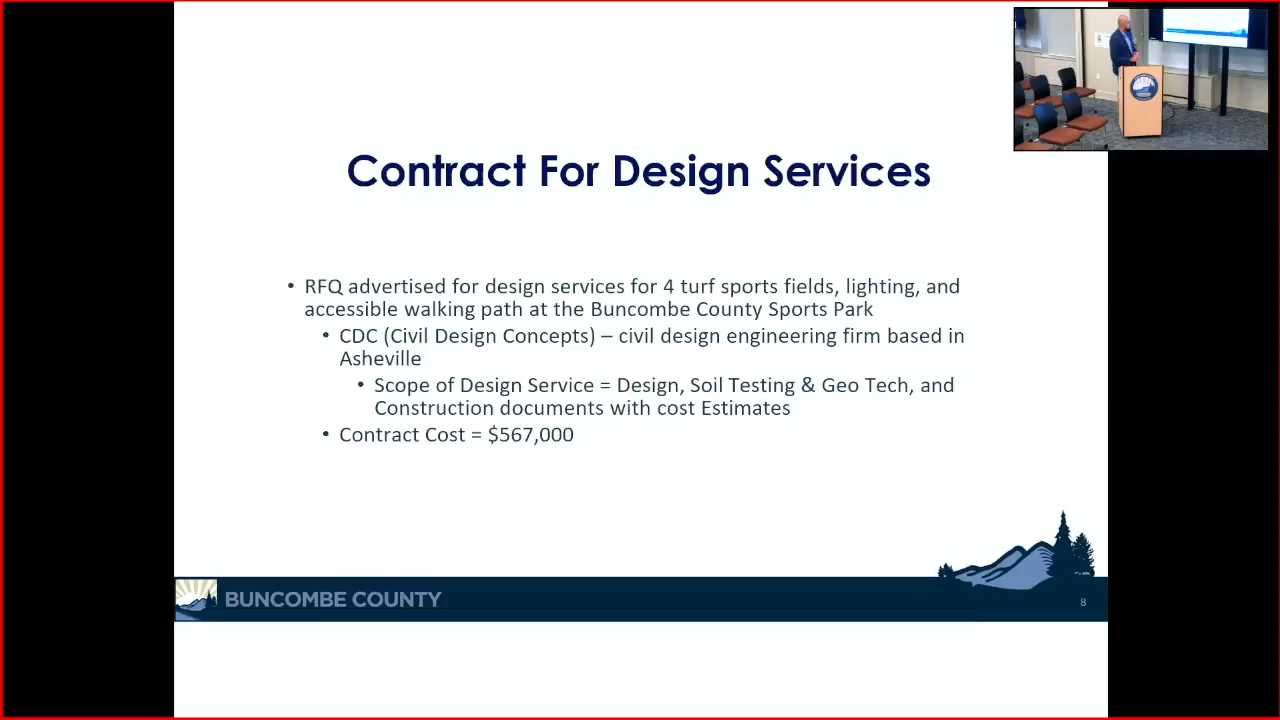 Contract For Design Services
• RFQ advertised for design services for 4 turf sports fields, lighting, and
accessible walking path at the Buncombe County Sports Park
• CDC (Civil Design Concepts) – civil design engineering firm based in
Asheville
• Scope of Design Service = Design, Soil Testing & Geo Tech, and
Construction documents with cost Estimates
• Contract Cost = $567,000
BUNCOMBE COUNTY
8